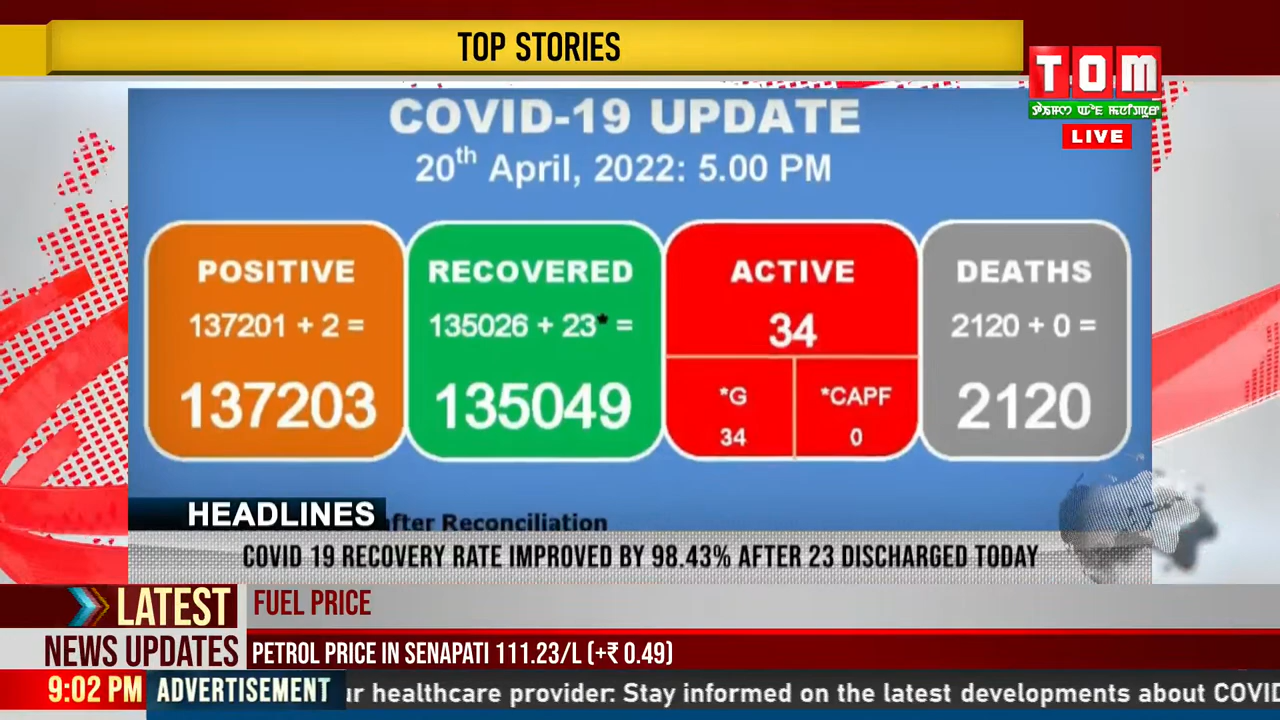 TOP STORIES
TOM
LIVE
COVID-19 UPDATE
20th April, 2022: 5.00 PM
POSITIVE
137201 + 2 =
137203
RECOVERED
135026 + 23* =
135049
ACTIVE
34
*G
34
*CAPF
0
DEATHS
2120 + 0 =
2120
after Reconciliation
HEADLINES
COVID 19 RECOVERY RATE IMPROVED BY 98.43% AFTER 23 DISCHARGED TODAY
LATEST
NEWS UPDATES
FUEL PRICE
PETROL PRICE IN SENAPATI 111.23/L (+₹ 0.49)
9:02 PM
ADVERTISEMENT
ur healthcare provider: Stay informed on the latest developments about COVID